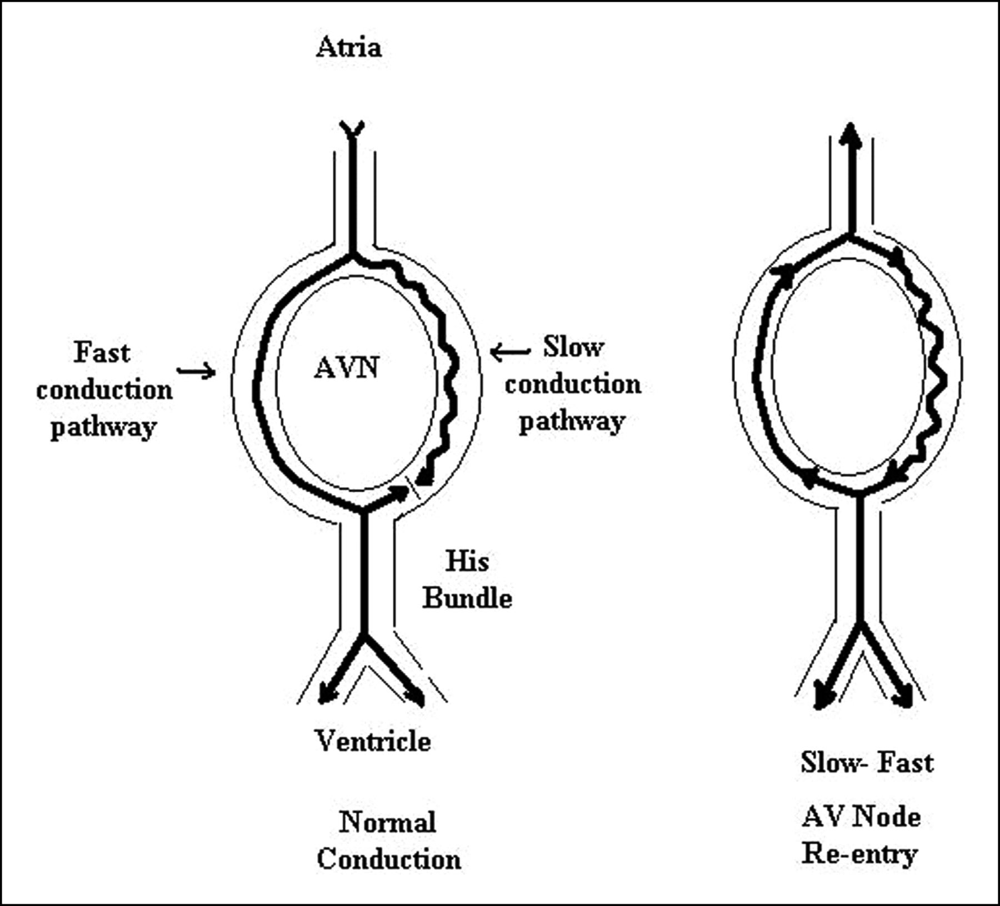 Atria
Fast
conduction
pathway
AVN
Slow
conduction
pathway
His
Bundle
Ventricle
Normal
Conduction
Slow- Fast
AV Node
Re-entry